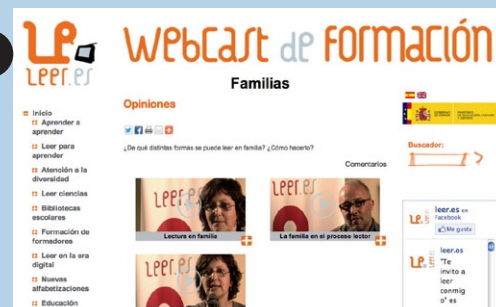 Le
Leer.es
Webcast de formación
Familias
Opiniones
Inicio
Aprender a
aprender
Leer para
aprender
Atención a la
diversidad
Leer ciencias
Bibliotecas
escolares
Formación de
formadores
Leer en la era
digital
Nuevas
alfabetizaciones
Educación
¿De qué distintas formas se puede leer en familia? ¿Cómo hacerlo?
Comentarios
Leer.es
Lectura en familia
Leer.es
La familia en el proceso lector
Leer.es
Buscador:
leer.es en
Facebook
Me gusta
leer.es
"Te
invito a
leer
conmig
o" es